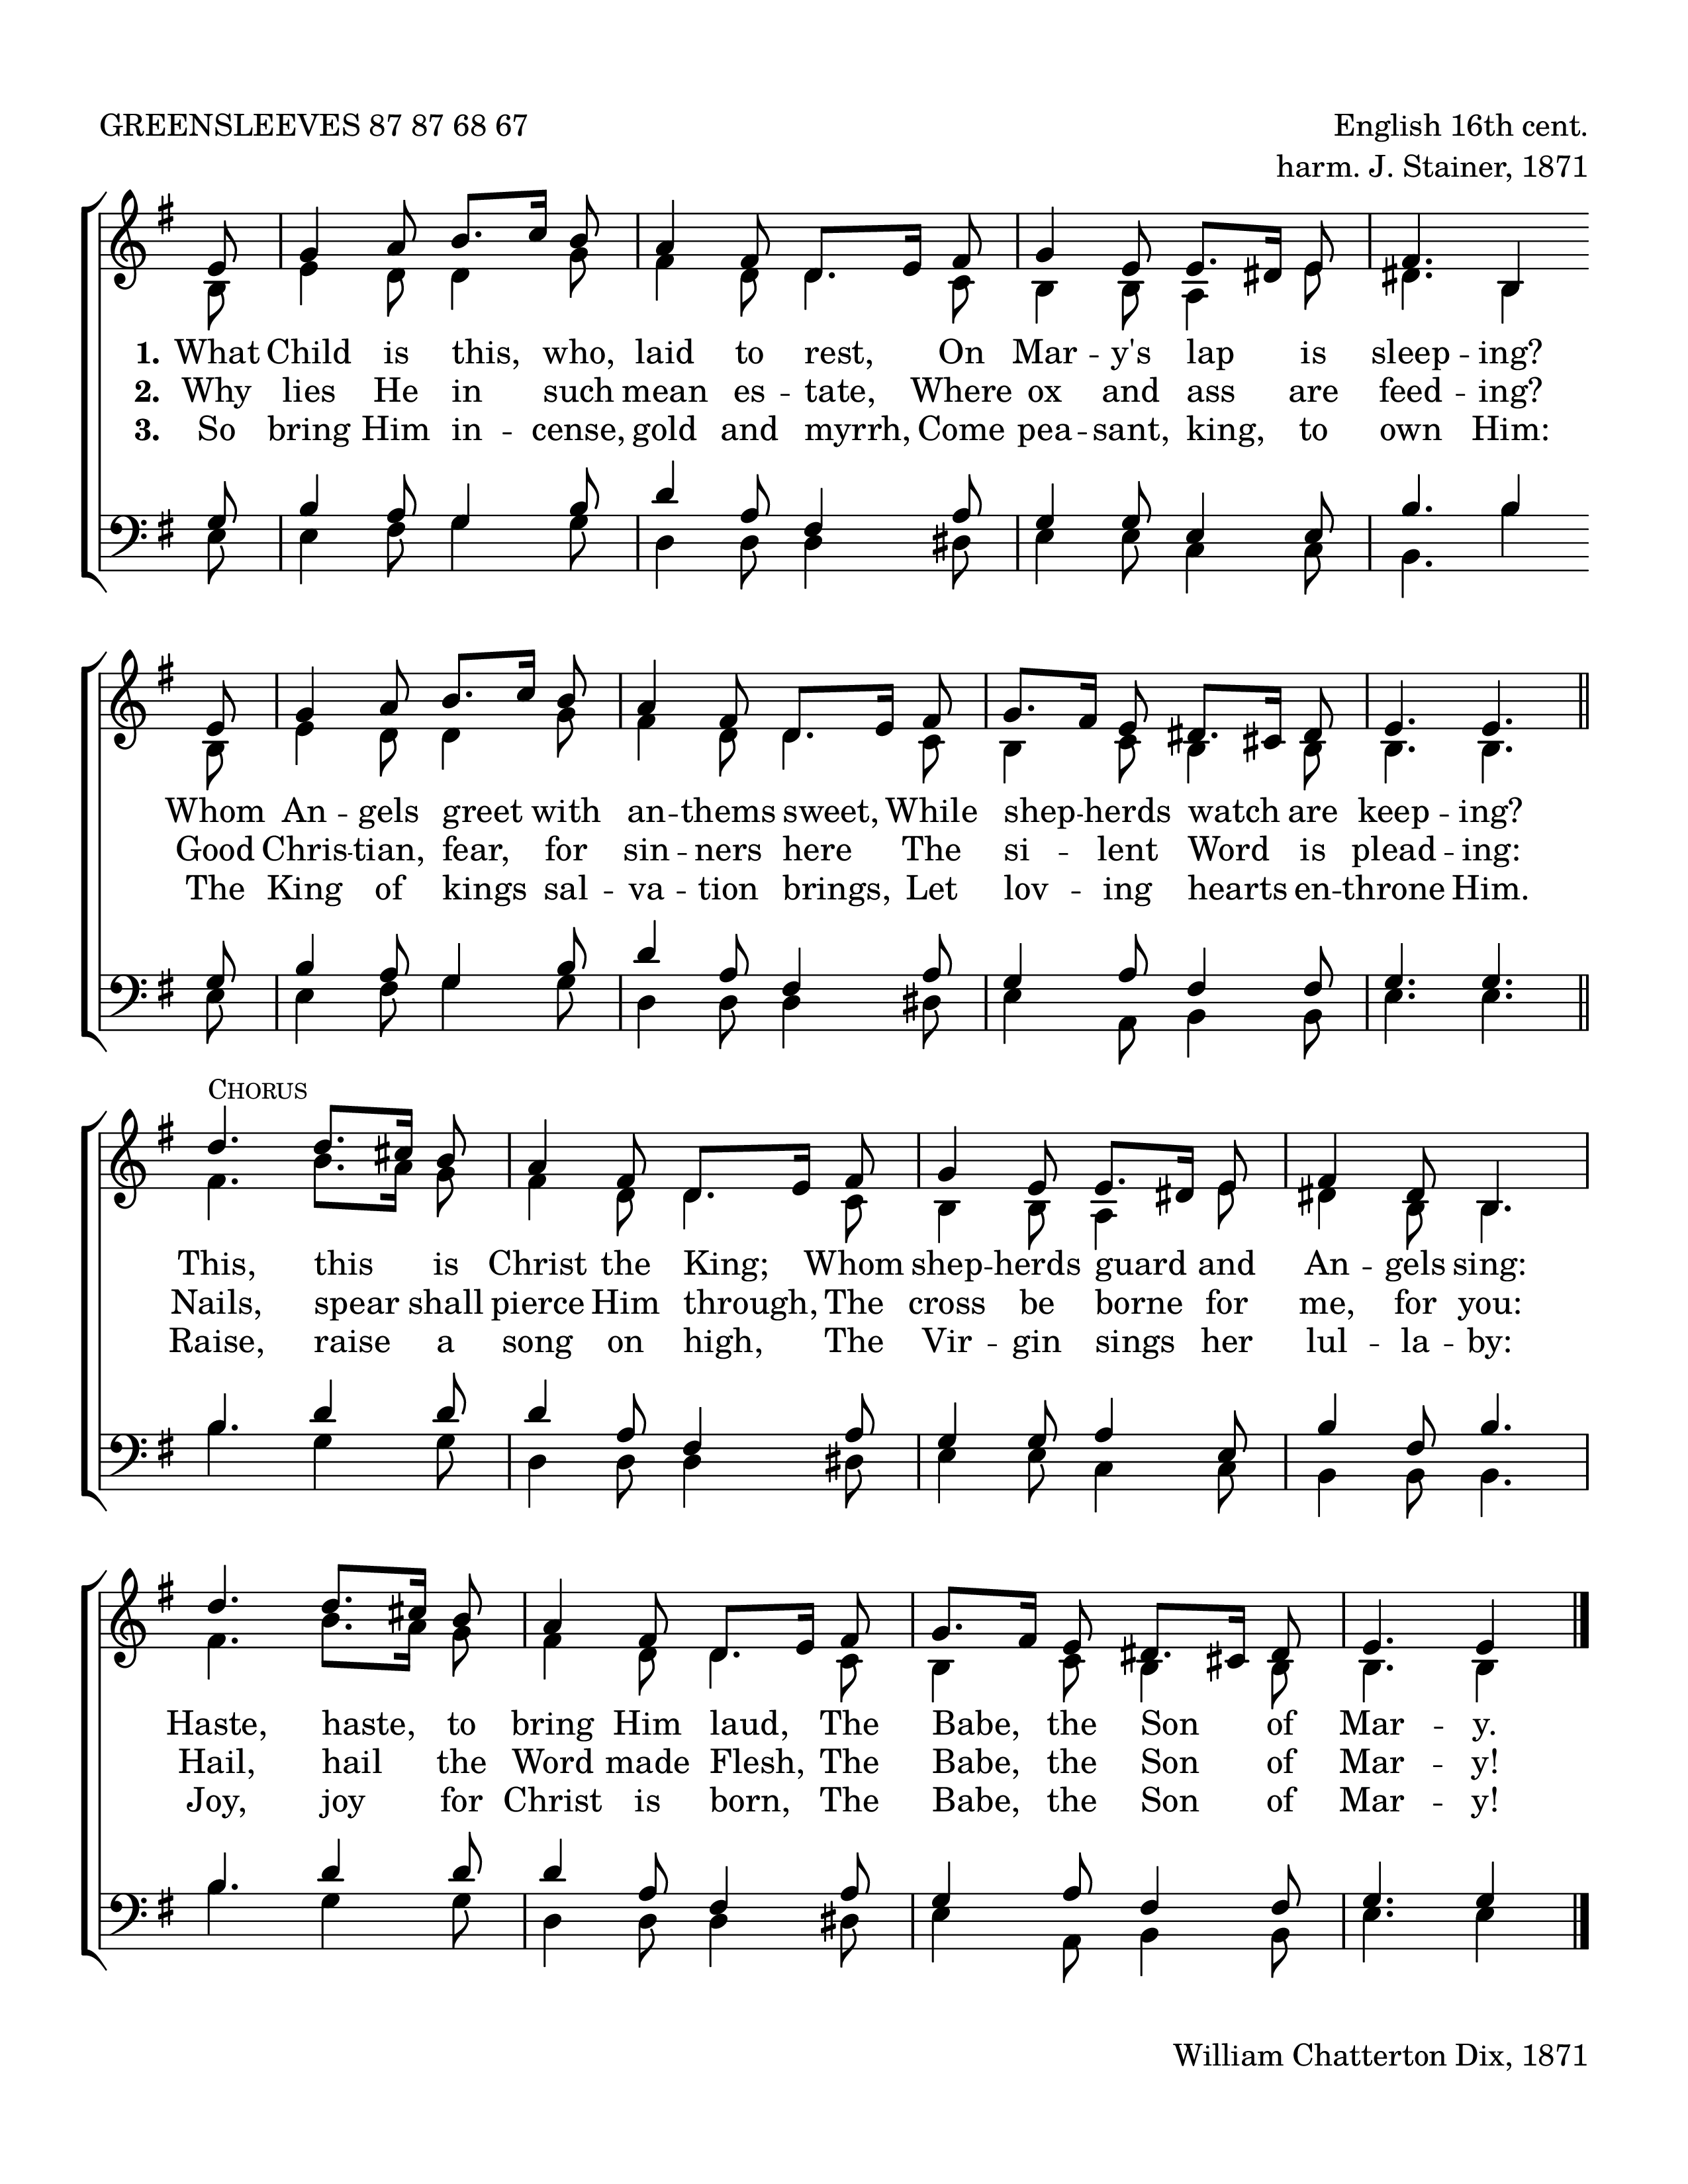 GREENSLEEVES 87 87 68 67
English 16th cent.
harm. J. Stainer, 1871
1. What Child is this, who, laid to rest, On Mar -- y's lap is sleep -- ing?
2. Why lies He in such mean es -- tate, Where ox and ass are feed -- ing?
3. So bring Him in -- cense, gold and myrrh, Come pea -- sant, king, to own Him:
Whom An -- gels greet with an -- thems sweet, While shep -- herds watch are keep -- ing?
Good Chris -- tian, fear, for sin -- ners here The si -- lent Word is plead -- ing:
The King of kings sal -- va -- tion brings, Let lov -- ing hearts en -- throne Him.
CHORUS
This, this is Christ the King; Whom shep -- herds guard and An -- gels sing:
Nails, spear shall pierce Him through, The cross be borne for me, for you:
Raise, raise a song on high, The Vir -- gin sings her lul -- la -- by:
Haste, haste, to bring Him laud, The Babe, the Son of Mar -- y.
Hail, hail the Word made Flesh, The Babe, the Son of Mar -- y!
Joy, joy for Christ is born, The Babe, the Son of Mar -- y!
William Chatterton Dix, 1871